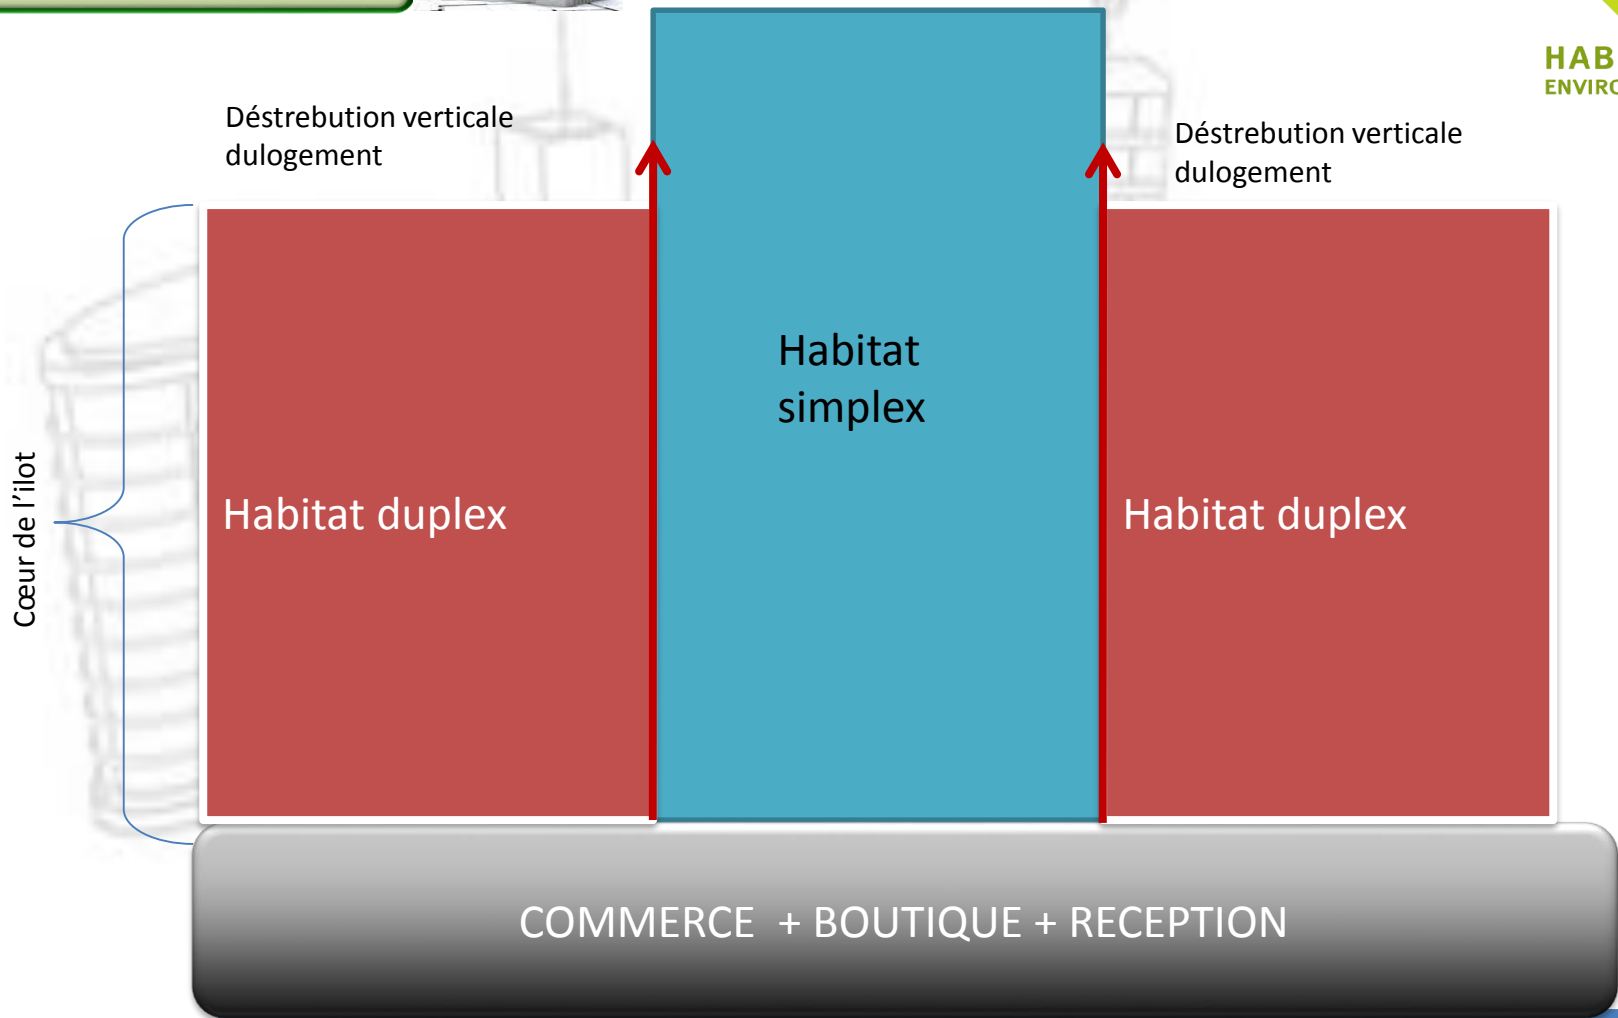 HAB
ENVIRO
Déstrebution verticale
dulogement
Déstrebution verticale
dulogement
Habitat
simplex
Cœur de l’ilot
Habitat duplex
Habitat duplex
COMMERCE + BOUTIQUE + RECEPTION